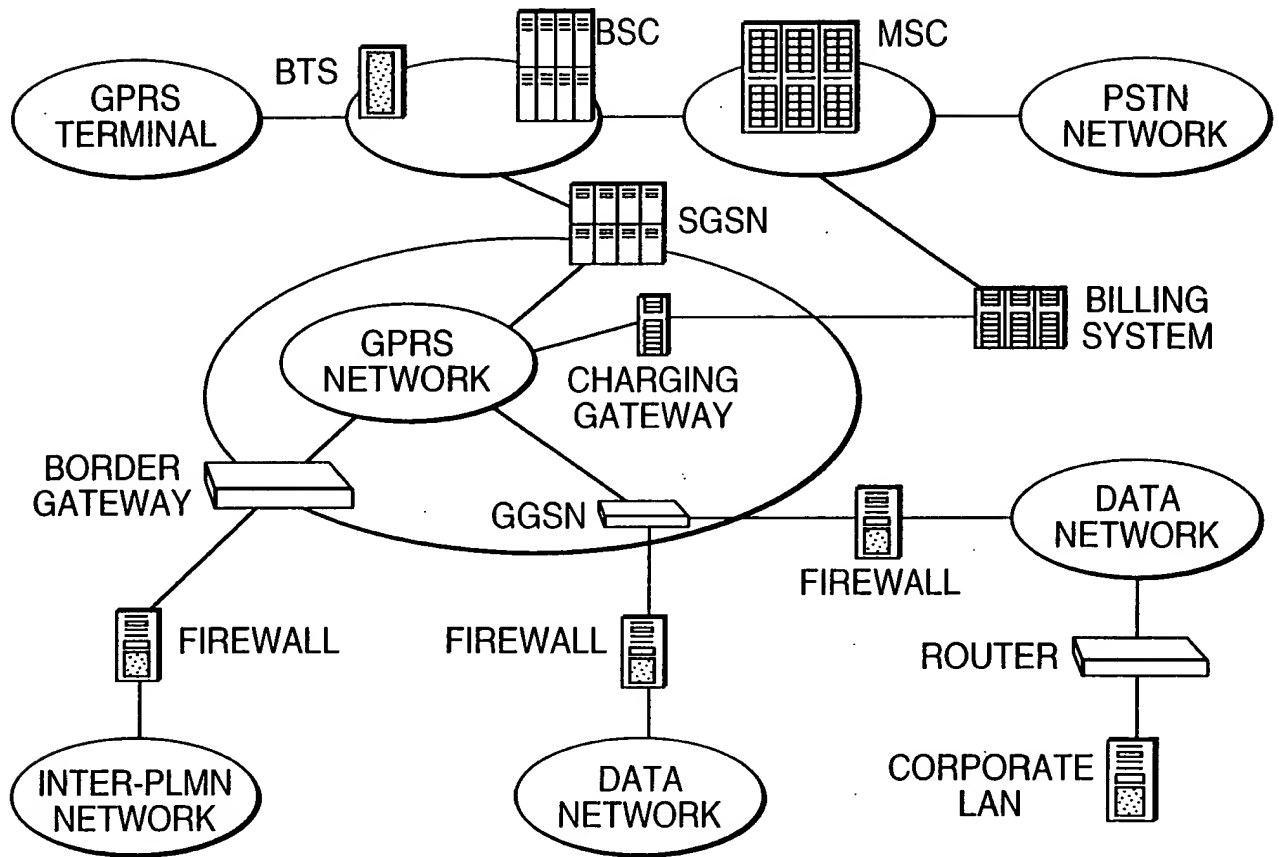 BSC
MSC
BTS
GPRS
TERMINAL
PSTN
NETWORK
SGSN
BILLING
SYSTEM
GPRS
NETWORK
CHARGING
GATEWAY
BORDER
GATEWAY
GGSN
DATA
NETWORK
FIREWALL
FIREWALL
FIREWALL
ROUTER
INTER-PLMN
NETWORK
DATA
NETWORK
CORPORATE
LAN